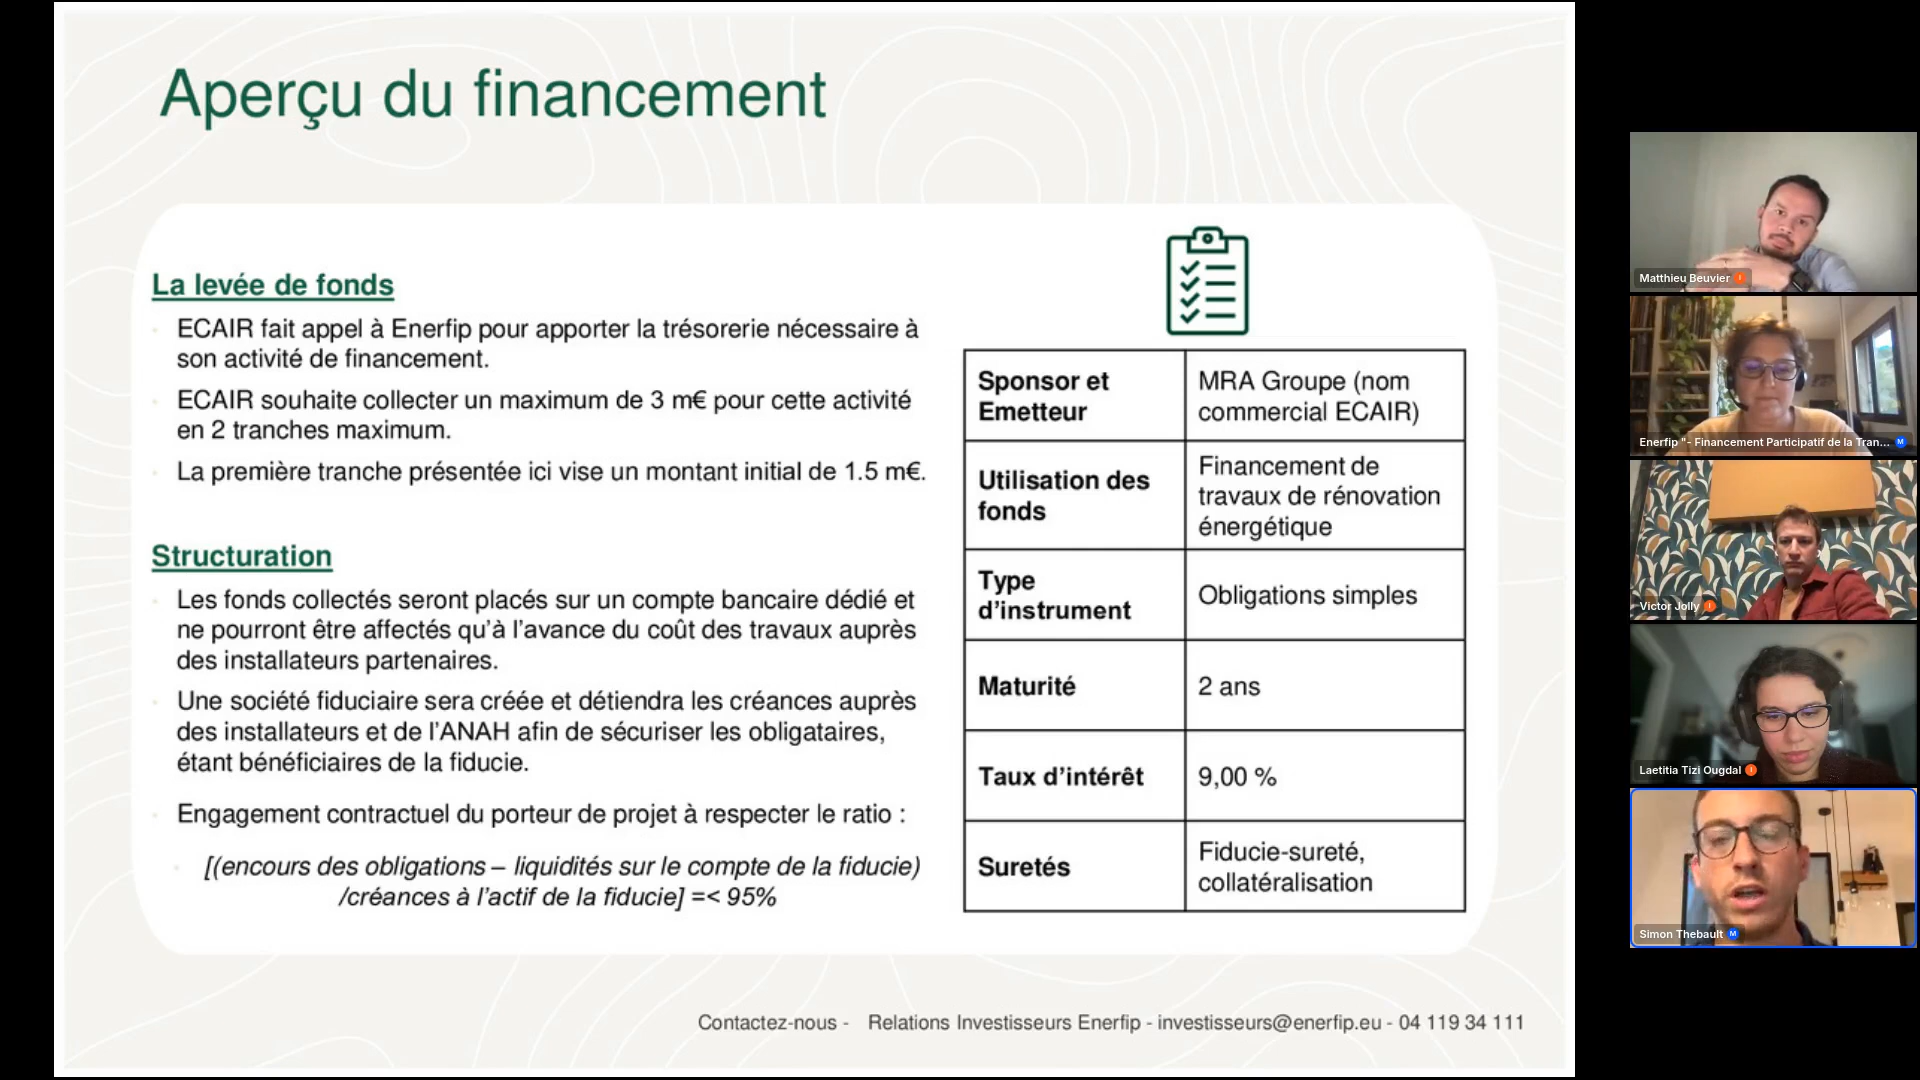 Aperçu du financement
La levée de fonds
ECAIR fait appel à Enerfip pour apporter la trésorerie nécessaire à
son activité de financement.
ECAIR souhaite collecter un maximum de 3 m€ pour cette activité
en 2 tranches maximum.
La première tranche présentée ici vise un montant initial de 1.5 m€.
Structuration
Les fonds collectés seront placés sur un compte bancaire dédié et
ne pourront être affectés qu'à l'avance du coût des travaux auprès
des installateurs partenaires.
Une société fiduciaire sera créée et détiendra les créances auprès
des installateurs et de l'ANAH afin de sécuriser les obligataires,
étant bénéficiaires de la fiducie.
Engagement contractuel du porteur de projet à respecter le ratio :
[(encours des obligations – liquidités sur le compte de la fiducie)
/créances à l'actif de la fiducie] =< 95%
Sponsor et
Emetteur
MRA Groupe (nom
commercial ECAIR)
Utilisation des
fonds
Financement de
travaux de rénovation
énergétique
Type
d'instrument
Obligations simples
Maturité
2 ans
Taux d'intérêt
9,00 %
Suretés
Fiducie-sureté,
collatéralisation
Contactez-nous - Relations Investisseurs Enerfip - investisseurs@enerfip.eu - 04 119 34 111
Matthieu Beuvier
I
Enerfip "- Financement Participatif de la Tran...
M
Victor Jolly
I
Laetitia Tizi Ougdal
I
Simon Thebault
M